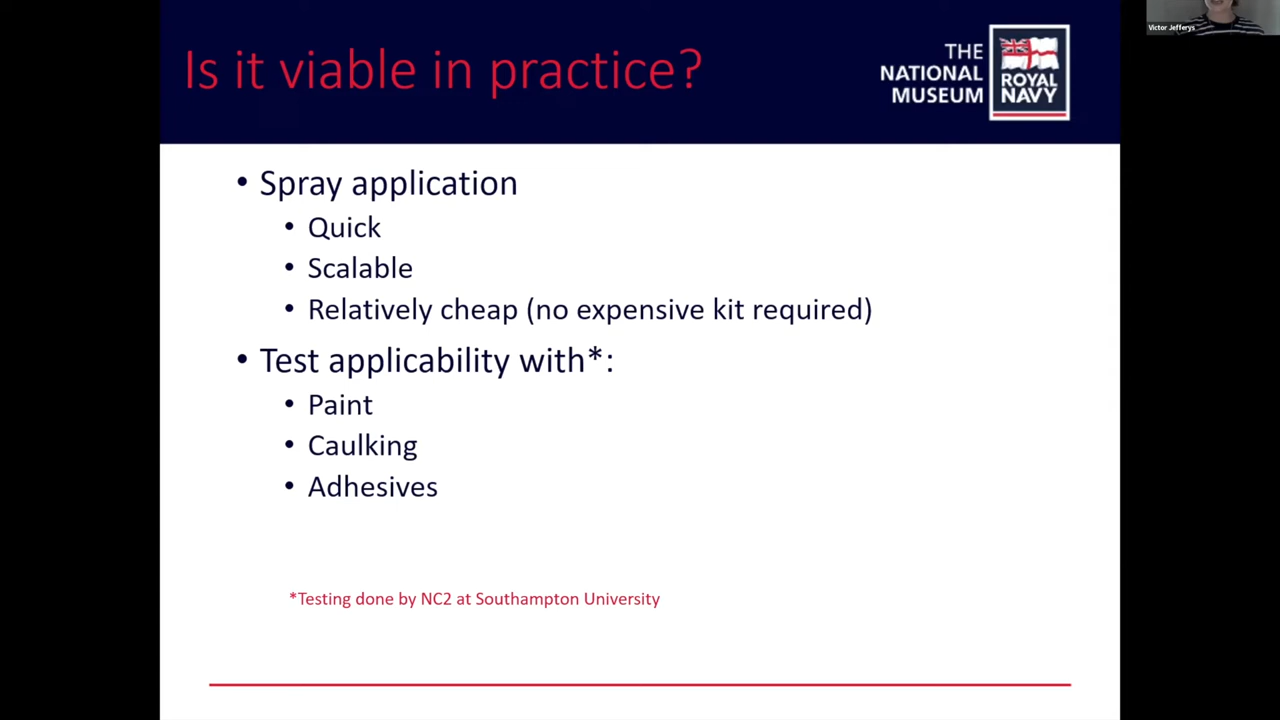 Is it viable in practice?
THE
NATIONAL
MUSEUM
ROYAL
NAVY
Victor Jefferys
• Spray application
• Quick
• Scalable
• Relatively cheap (no expensive kit required)
• Test applicability with*:
• Paint
• Caulking
• Adhesives
*Testing done by NC2 at Southampton University